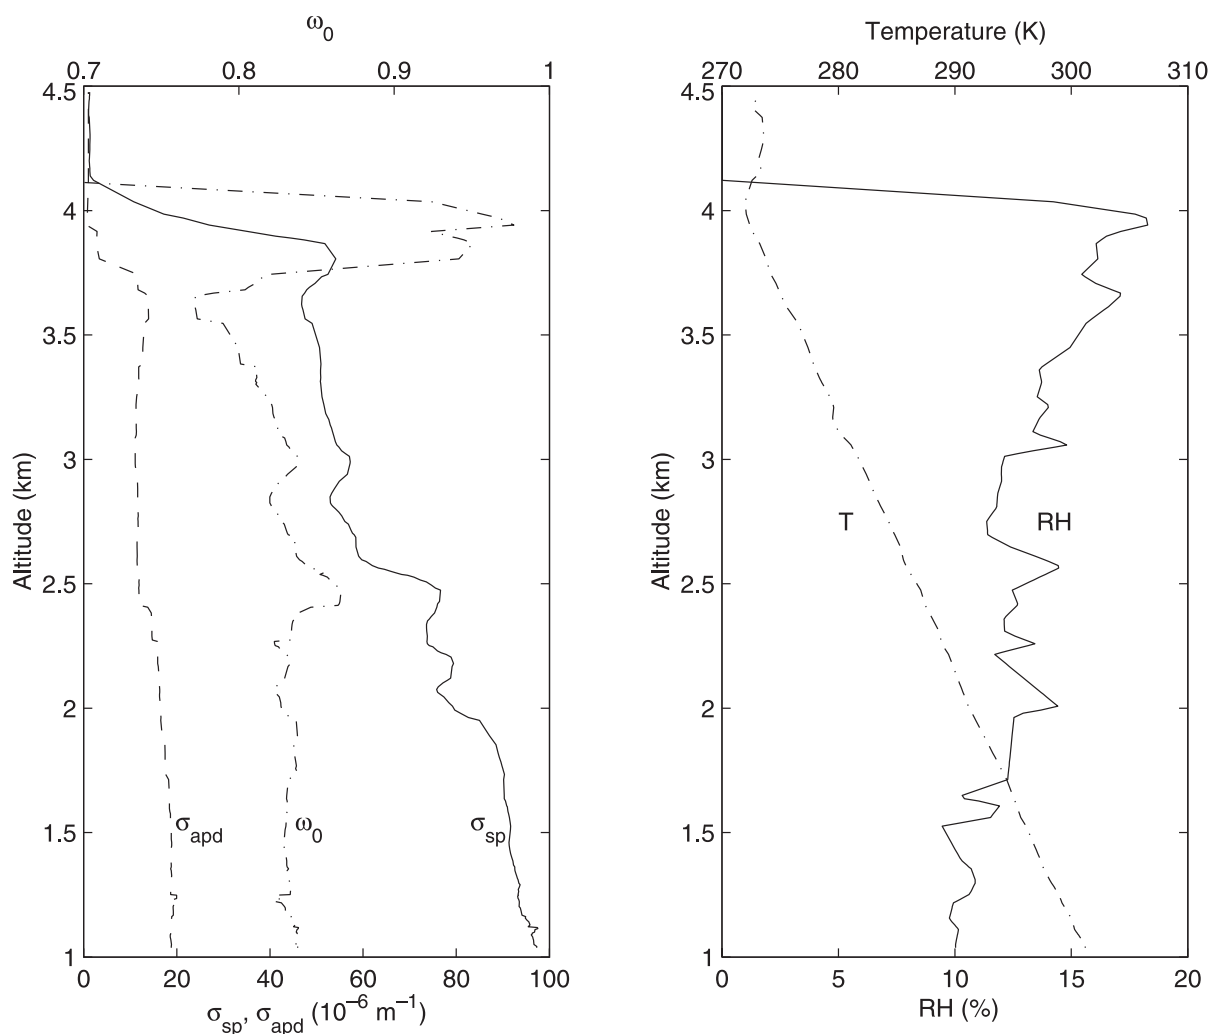 ω0
0.7 0.8 0.9 1
4.5
4
3.5
3
2.5
2
1.5
1
Altitude (km)
σapd
ω0
σsp
0 20 40 60 80 100
σsp, σapd (10−6 m−1)
Temperature (K)
270 280 290 300 310
4.5
4
3.5
3
2.5
2
1.5
1
Altitude (km)
T
RH
0 5 10 15 20
RH (%)